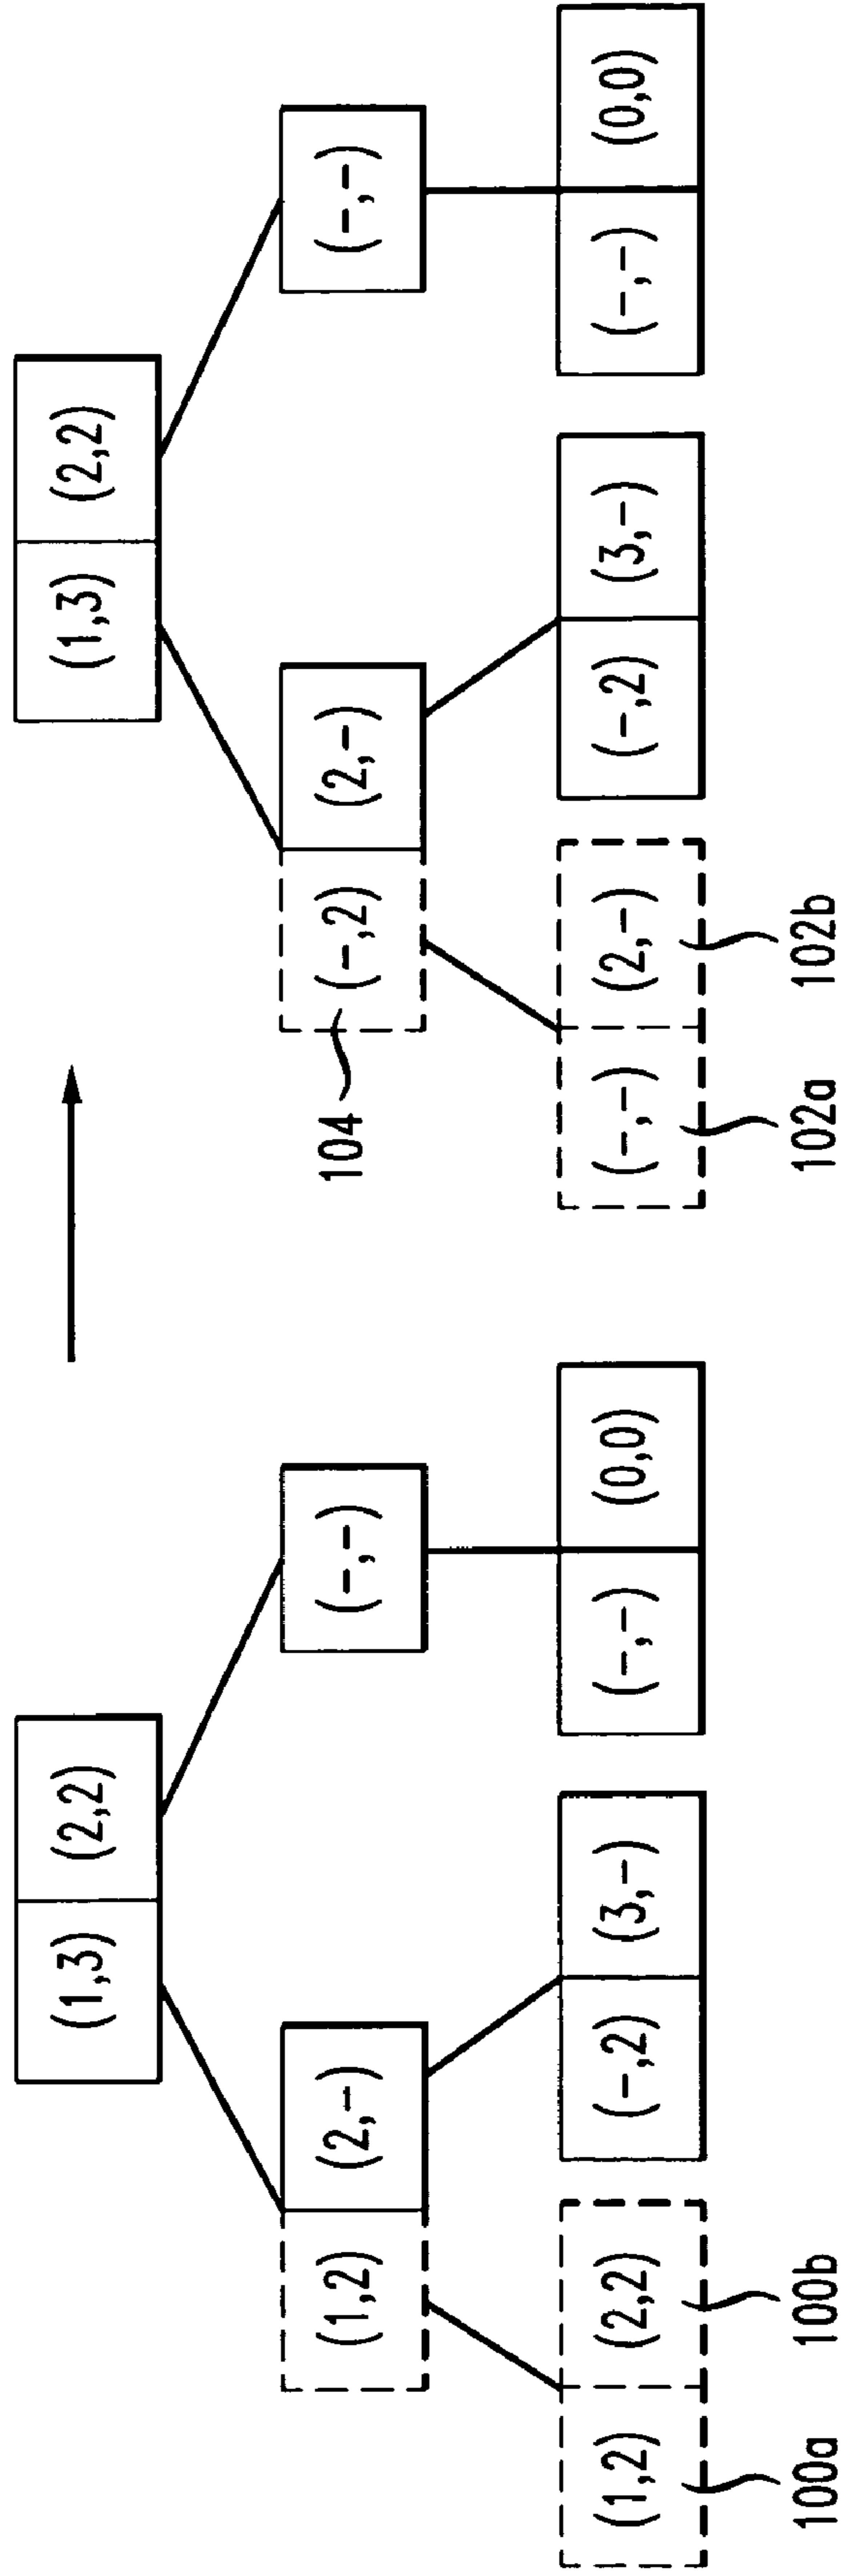 (1,3) (2,2) (1,3) (2,2)
(1,2) (2,-) (-,-) 104 (-,2) (2,-) (-,-)
(1,2) (2,2) (-,2) (3,-) (-,-) (0,0) (-,-) (2,-) (-,2) (3,-) (-,-) (0,0)
100a 100b 102a 102b